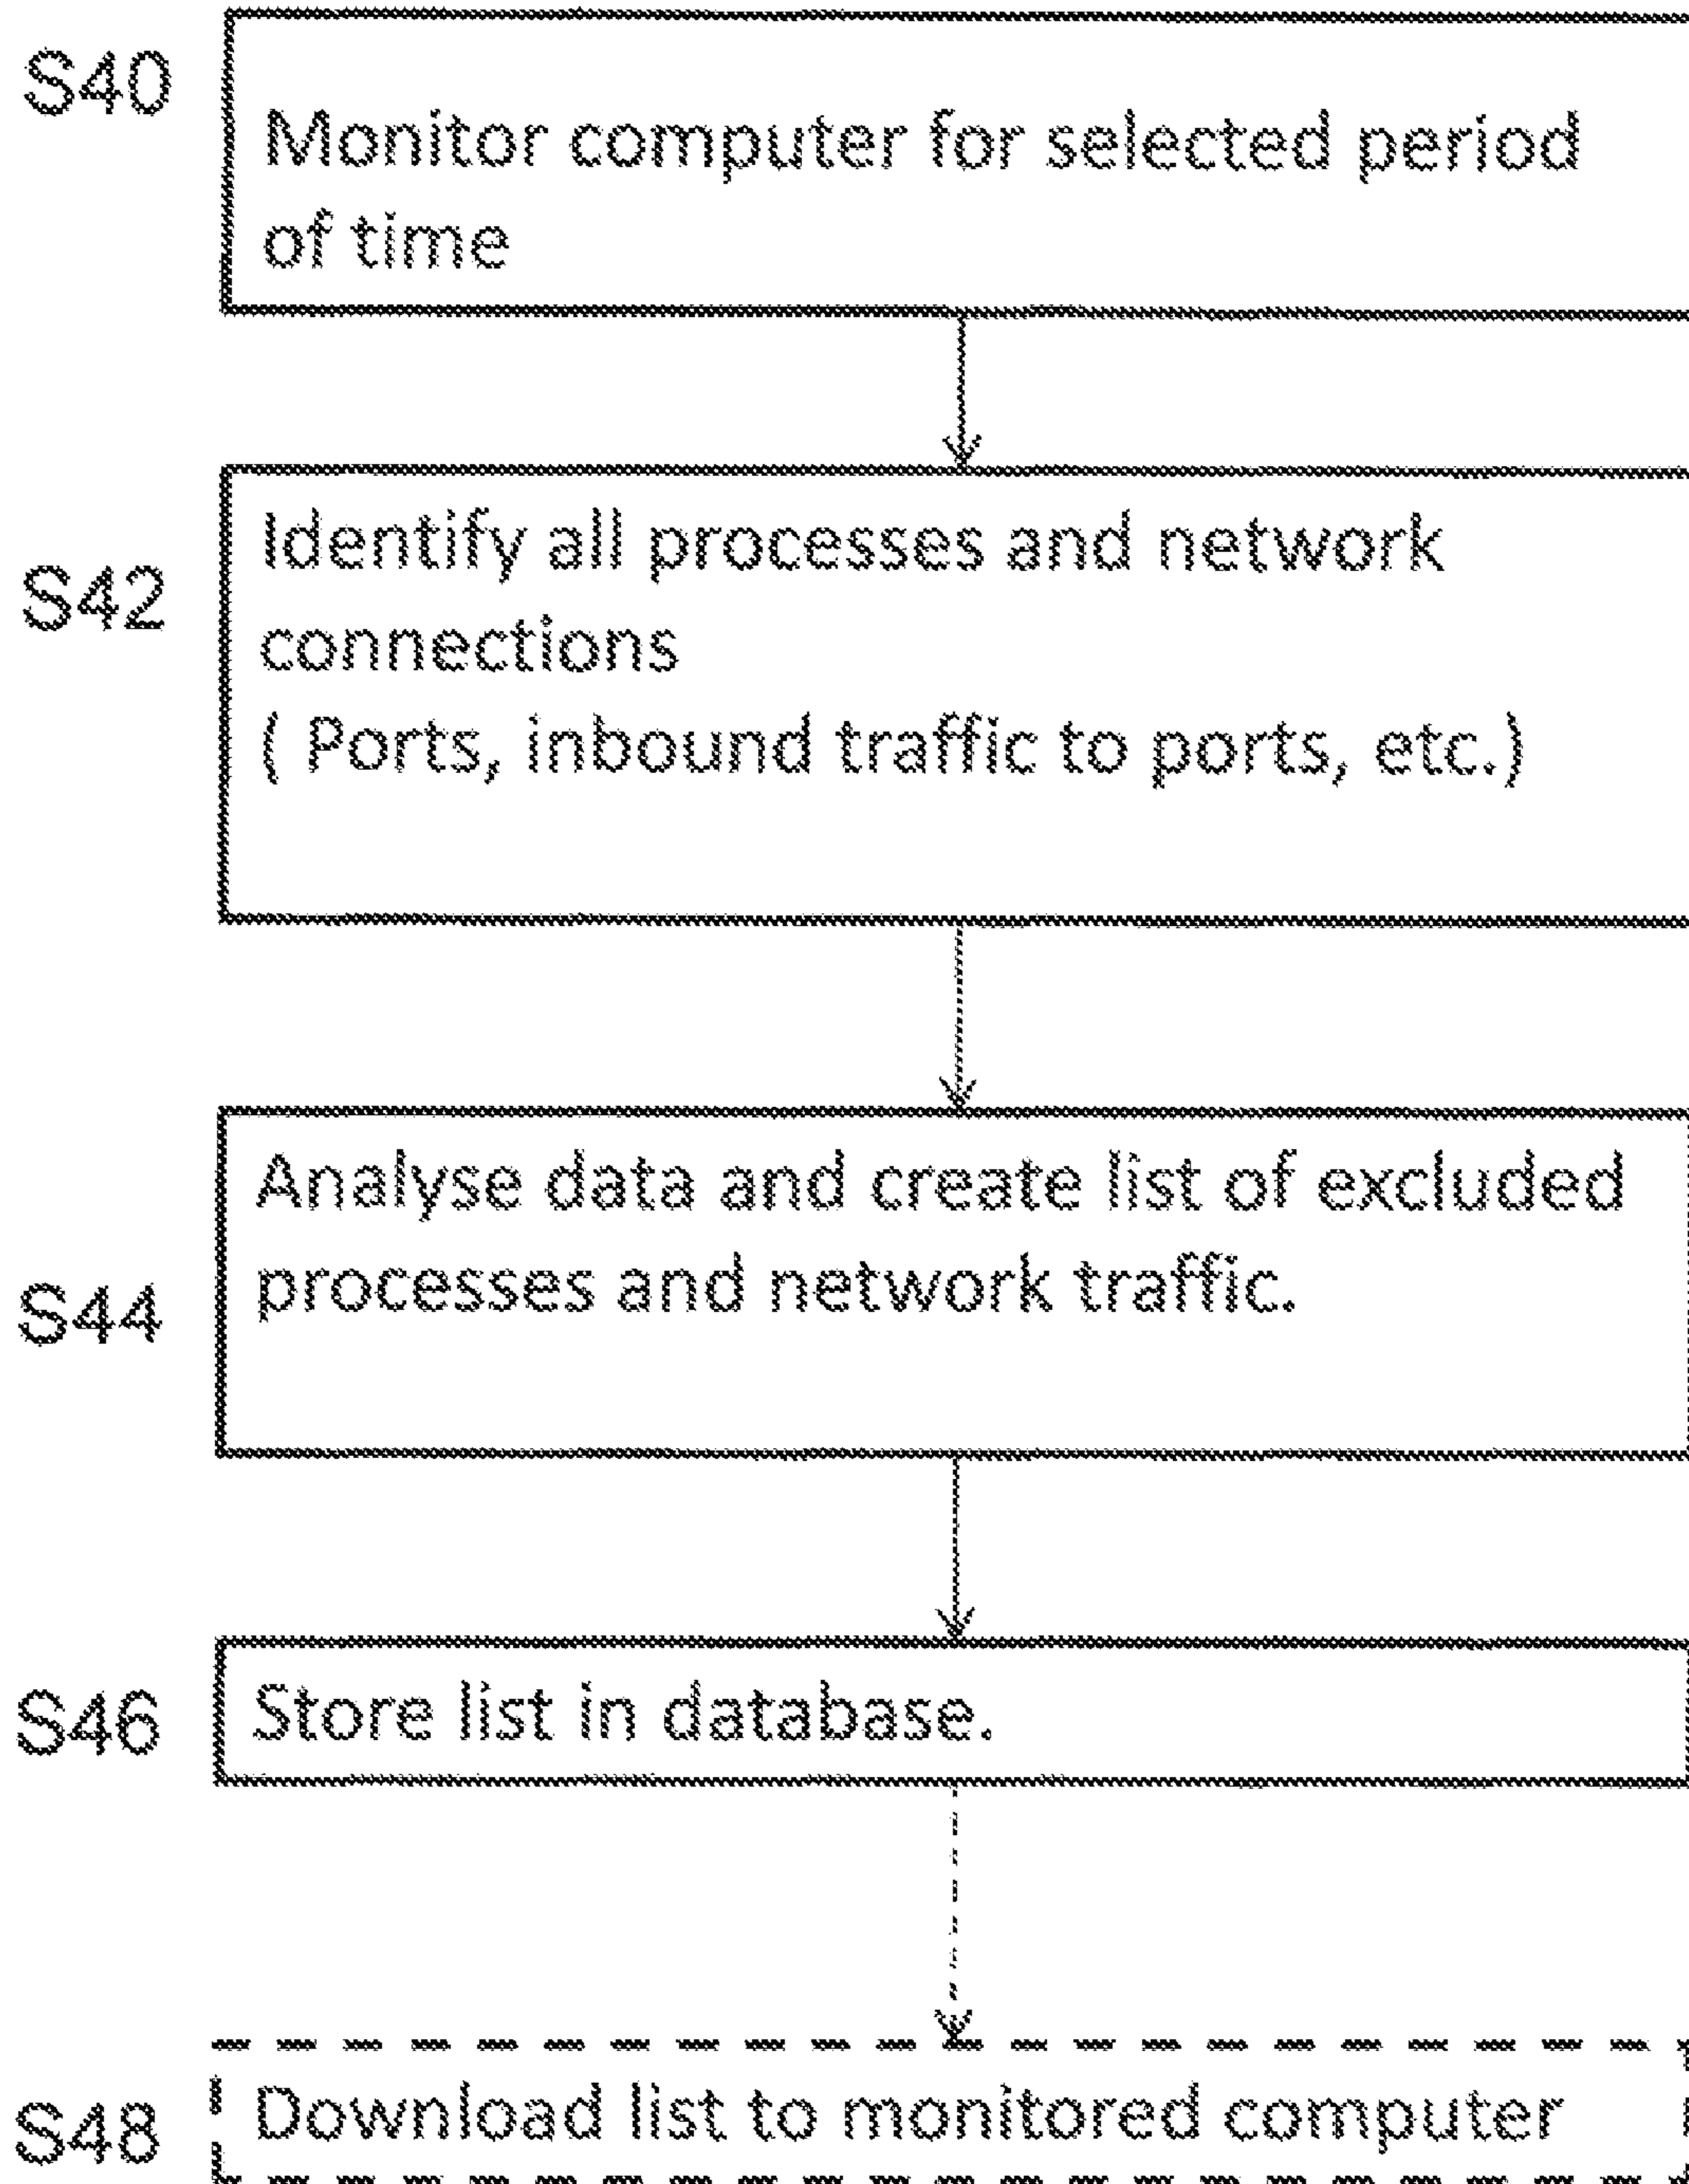 S40
Monitor computer for selected period
of time
S42
Identify all processes and network
connections
( Ports, inbound traffic to ports, etc.)
S44
Analyse data and create list of excluded
processes and network traffic.
S46
Store list in database.
S48
Download list to monitored computer